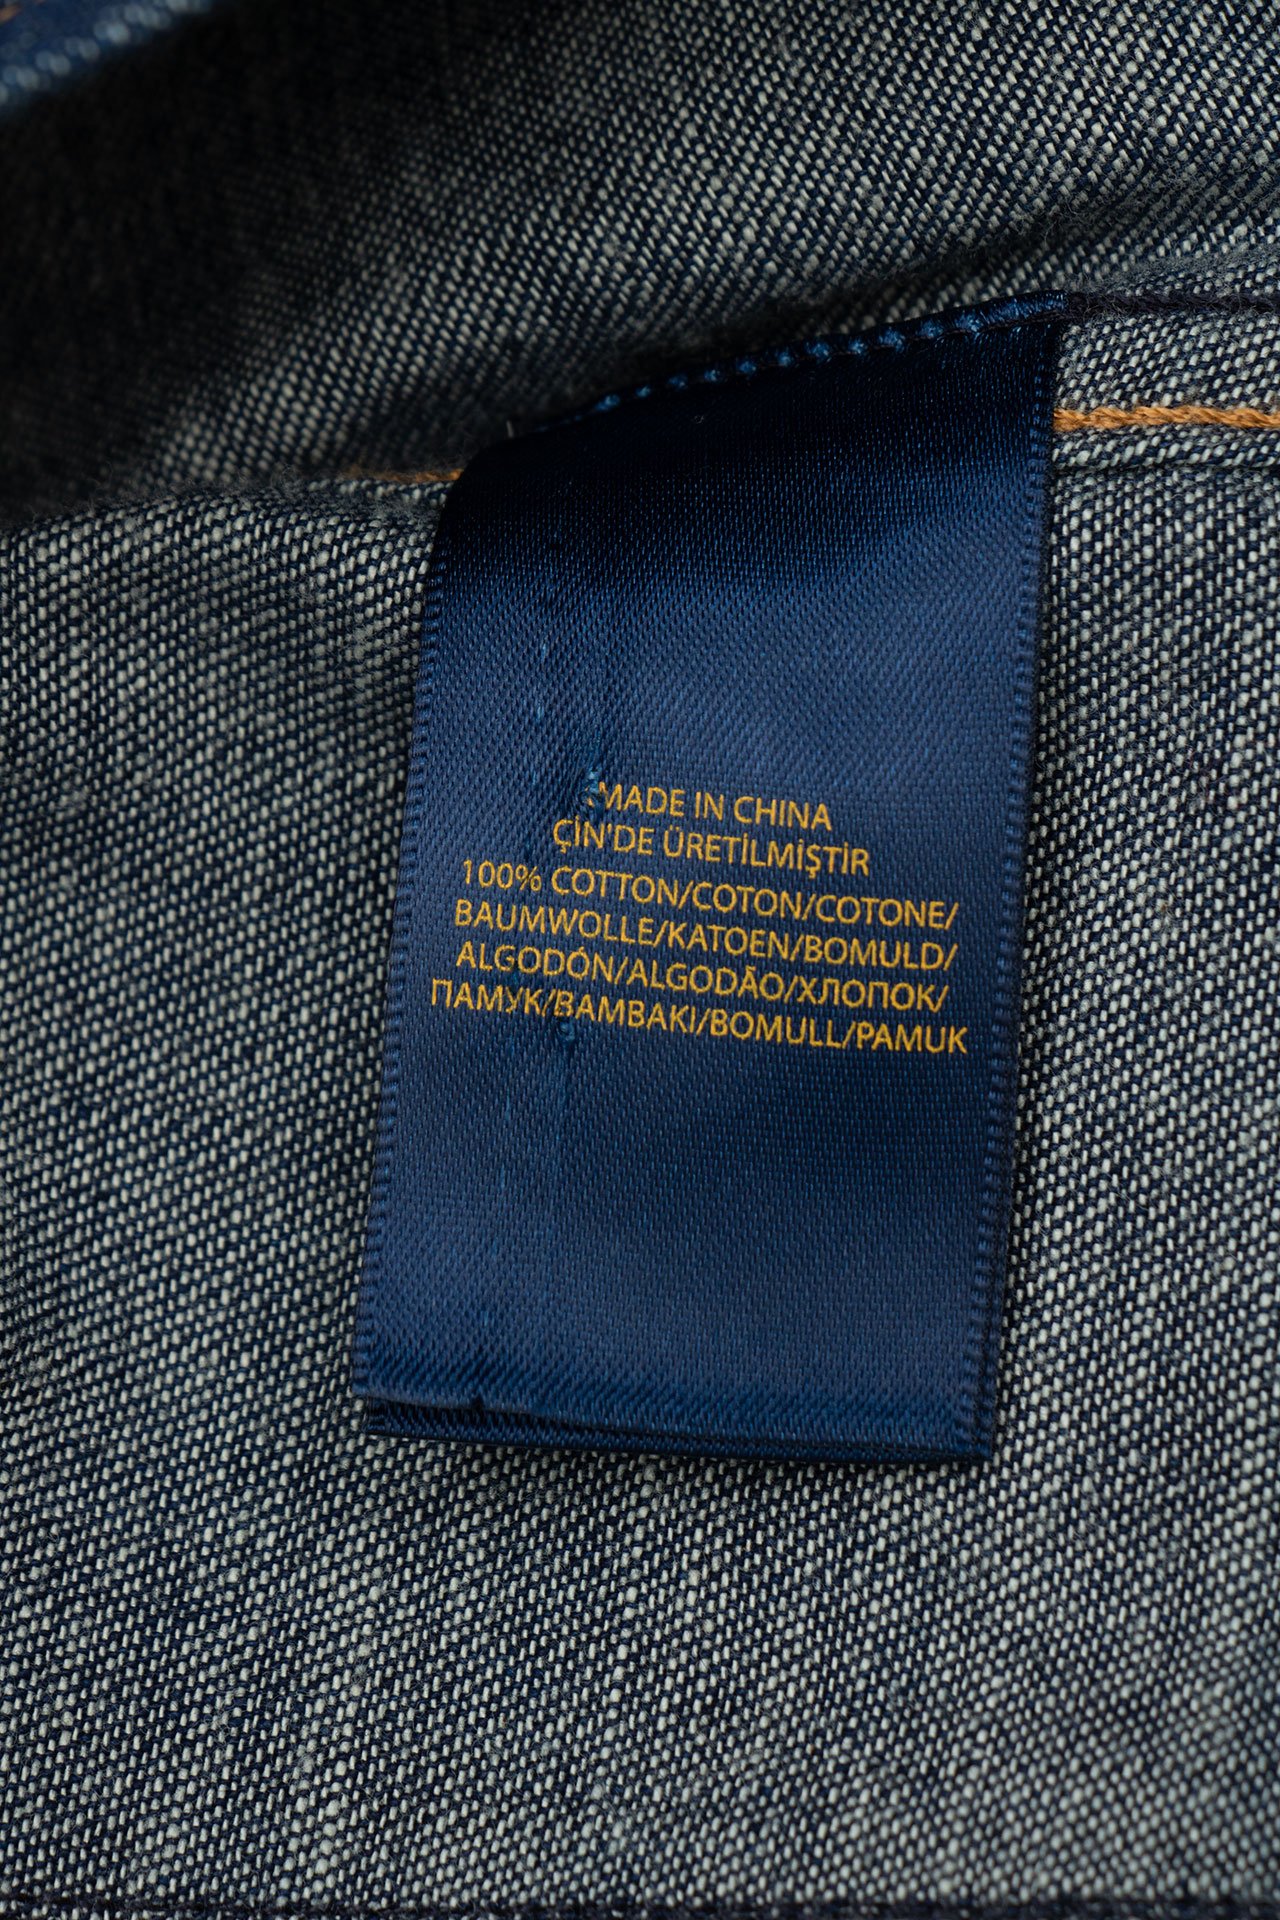 MADE IN CHINA
ÇİN'DE ÜRETİLMİŞTİR
100% COTTON/COTON/COTONE/
BAUMWOLLE/KATOEN/BOMULD/
ALGODÓN/ALGODÃO/ХЛОПОК/
ПАМУК/BAMBAKI/BOMULL/PAMUK